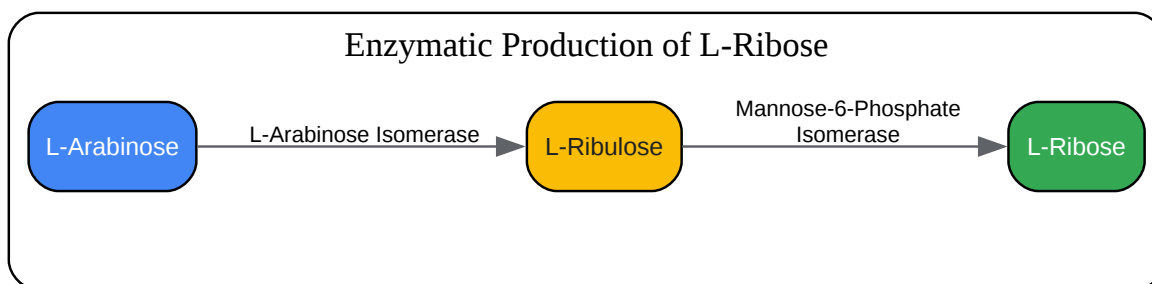 Enzymatic Production of L-Ribose
L-Arabinose
L-Arabinose Isomerase
L-Ribulose
Mannose-6-Phosphate
Isomerase
L-Ribose